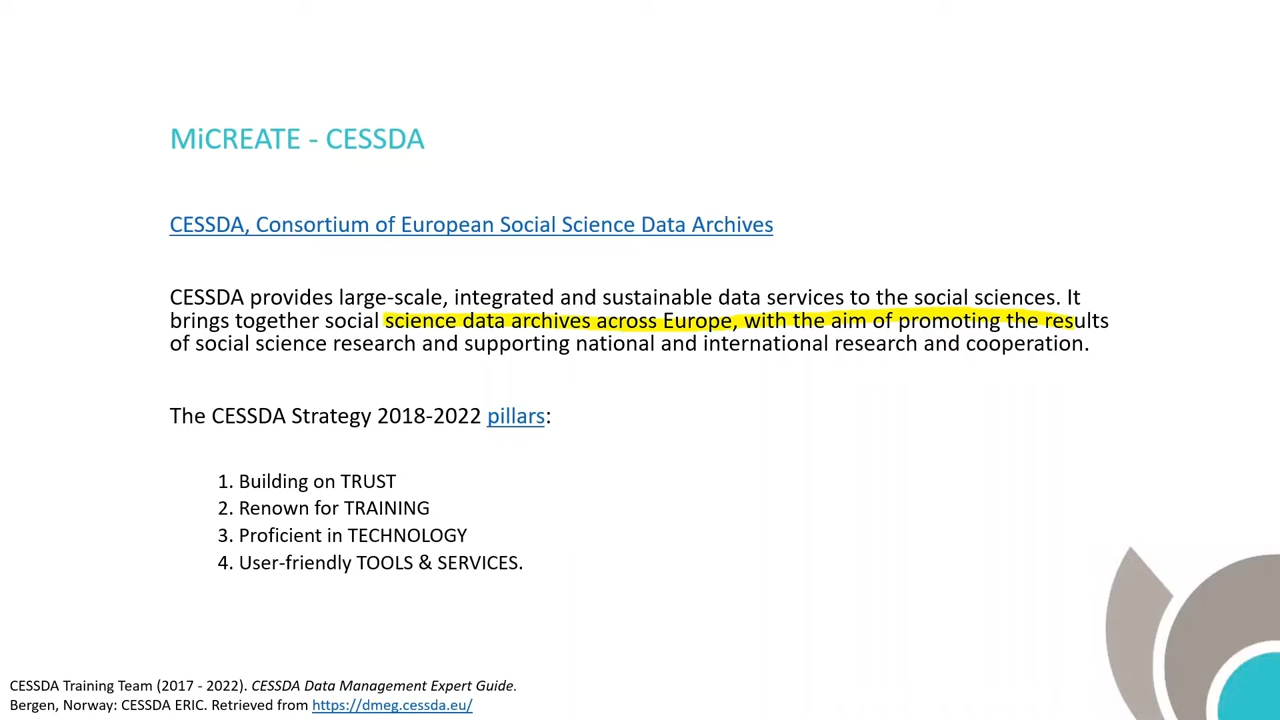 MiCREATE - CESSDA
CESSDA, Consortium of European Social Science Data Archives
CESSDA provides large-scale, integrated and sustainable data services to the social sciences. It
brings together social science data archives across Europe, with the aim of promoting the results
of social science research and supporting national and international research and cooperation.
The CESSDA Strategy 2018-2022 pillars:
1. Building on TRUST
2. Renown for TRAINING
3. Proficient in TECHNOLOGY
4. User-friendly TOOLS & SERVICES.
CESSDA Training Team (2017 - 2022). CESSDA Data Management Expert Guide.
Bergen, Norway: CESSDA ERIC. Retrieved from https://dmeg.cessda.eu/